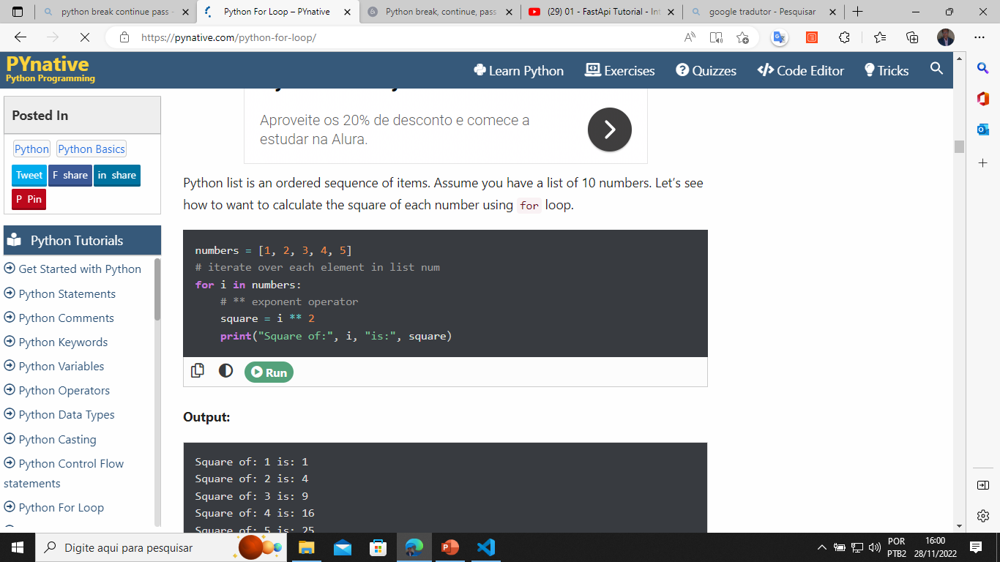 python break continue pass -
Python For Loop – PYnative
Python break, continue, pass
(29) 01 - FastApi Tutorial - Int
google tradutor - Pesquisar
https://pynative.com/python-for-loop/
PYnative
Python Programming
Learn Python
Exercises
Quizzes
Code Editor
Tricks
Posted In
Python
Python Basics
Tweet
F share
in share
P Pin
Python Tutorials
Get Started with Python
Python Statements
Python Comments
Python Keywords
Python Variables
Python Operators
Python Data Types
Python Casting
Python Control Flow
statements
Python For Loop
Aproveite os 20% de desconto e comece a
estudar na Alura.
Python list is an ordered sequence of items. Assume you have a list of 10 numbers. Let’s see
how to want to calculate the square of each number using for loop.
numbers = [1, 2, 3, 4, 5]
# iterate over each element in list num
for i in numbers:
    # ** exponent operator
    square = i ** 2
    print("Square of:", i, "is:", square)
Run
Output:
Square of: 1 is: 1
Square of: 2 is: 4
Square of: 3 is: 9
Square of: 4 is: 16
Square of: 5 is: 25
Digite aqui para pesquisar
POR
PTB2
16:00
28/11/2022